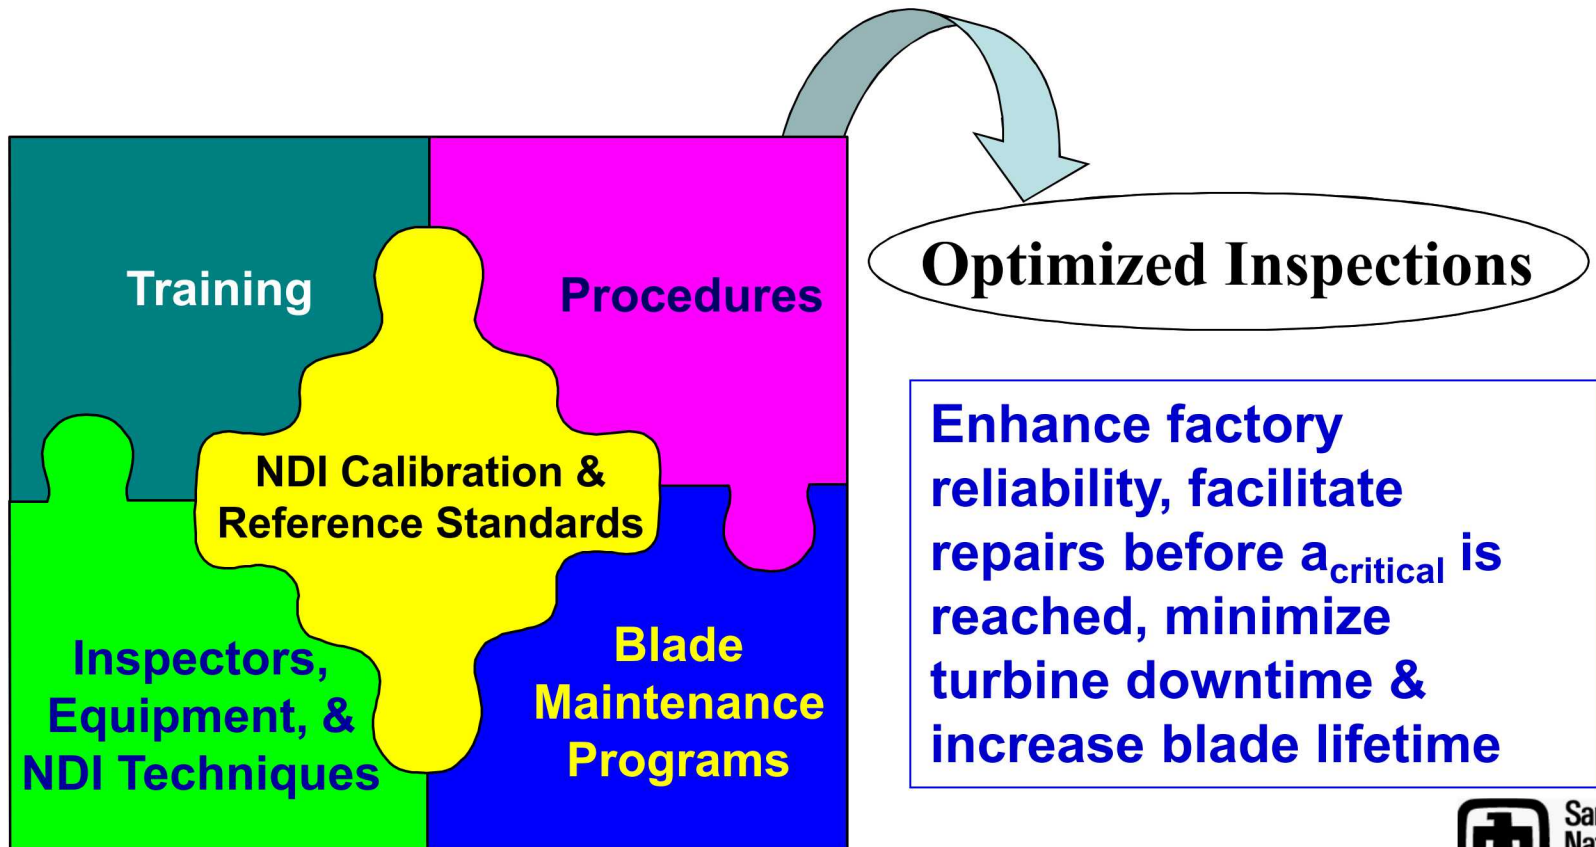 Training
Procedures
NDI Calibration &
Reference Standards
Inspectors,
Equipment, &
NDI Techniques
Blade
Maintenance
Programs
Optimized Inspections
Enhance factory
reliability, facilitate
repairs before a_critical is
reached, minimize
turbine downtime &
increase blade lifetime